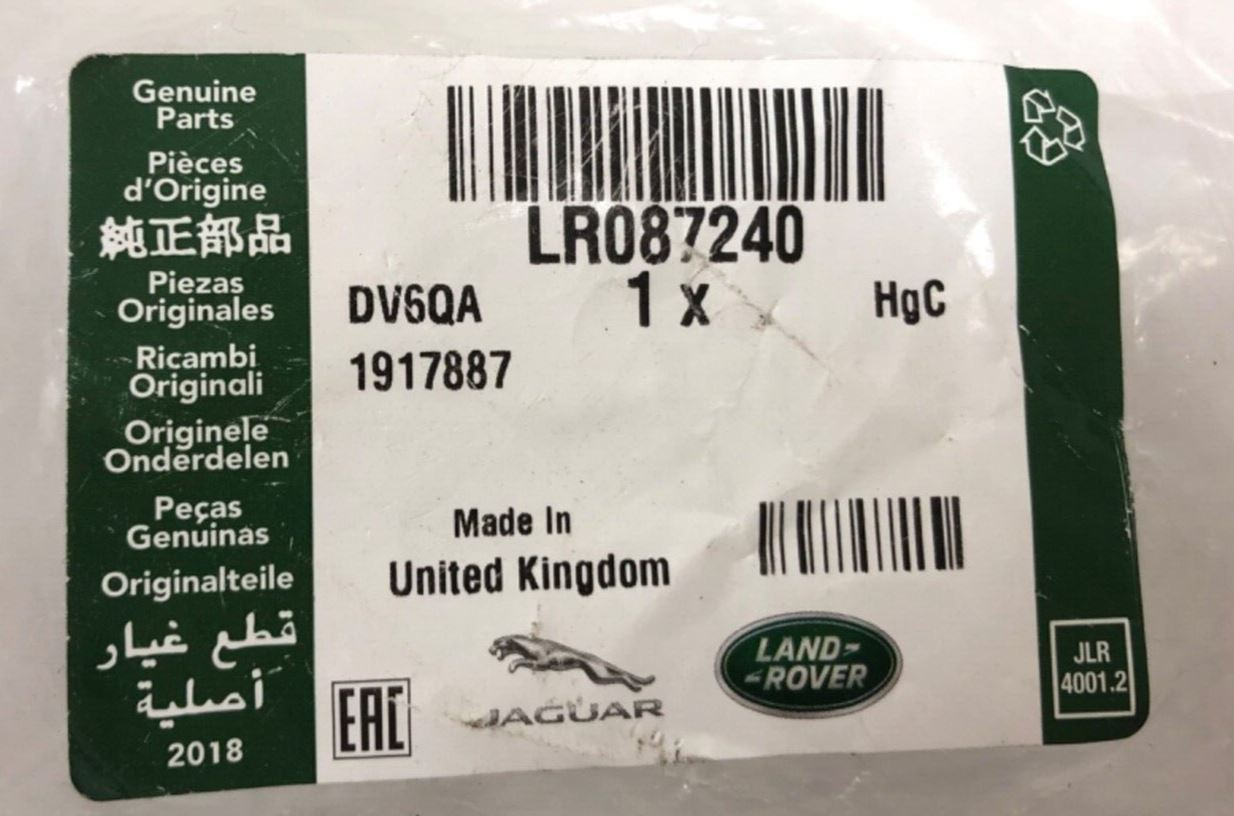 Genuine
Parts
Pièces
d'Origine
純正部品
Piezas
Originales
Ricambi
Originali
Originele
Onderdelen
Peças
Genuinas
Originalteile
قطع غيار
أصلية
2018
LR087240
DV6QA 1 x HgC
1917887
Made In
United Kingdom
EAC
JAGUAR
LAND-
-ROVER
JLR
4001.2